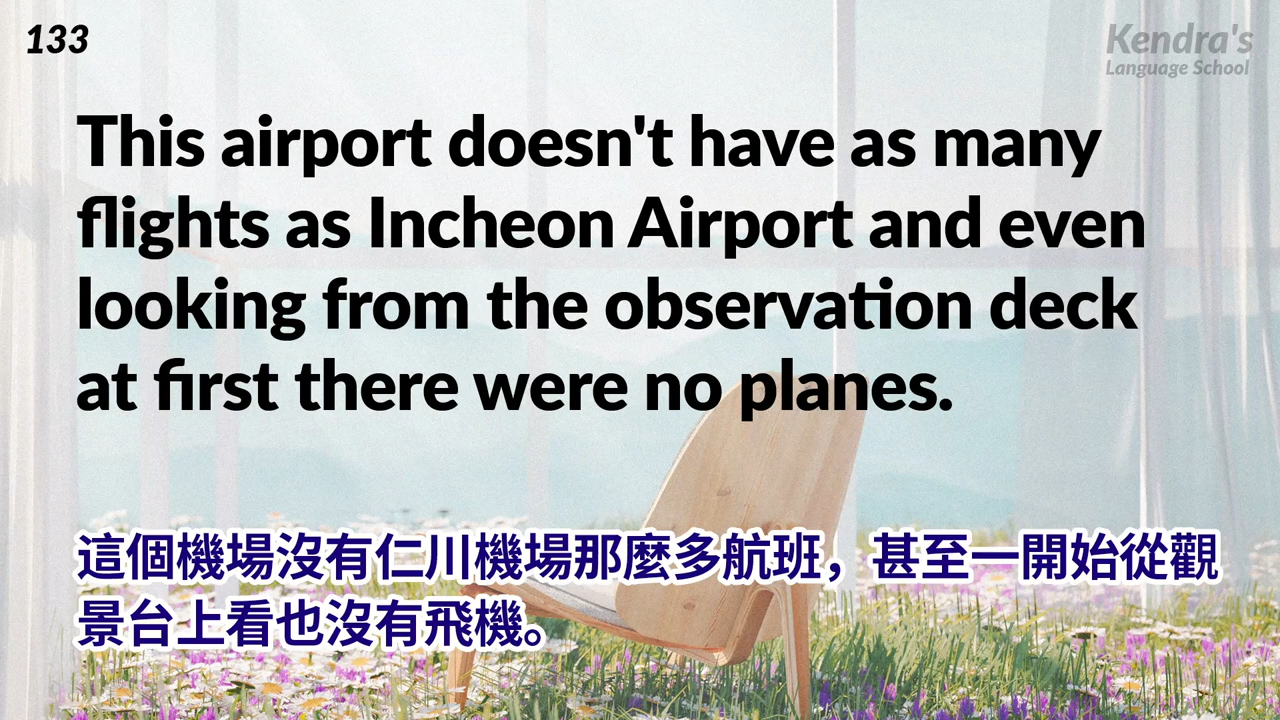 133
Kendra's
Language School
This airport doesn't have as many
flights as Incheon Airport and even
looking from the observation deck
at first there were no planes.
這個機場沒有仁川機場那麼多航班，甚至一開始從觀
景台上看也沒有飛機。